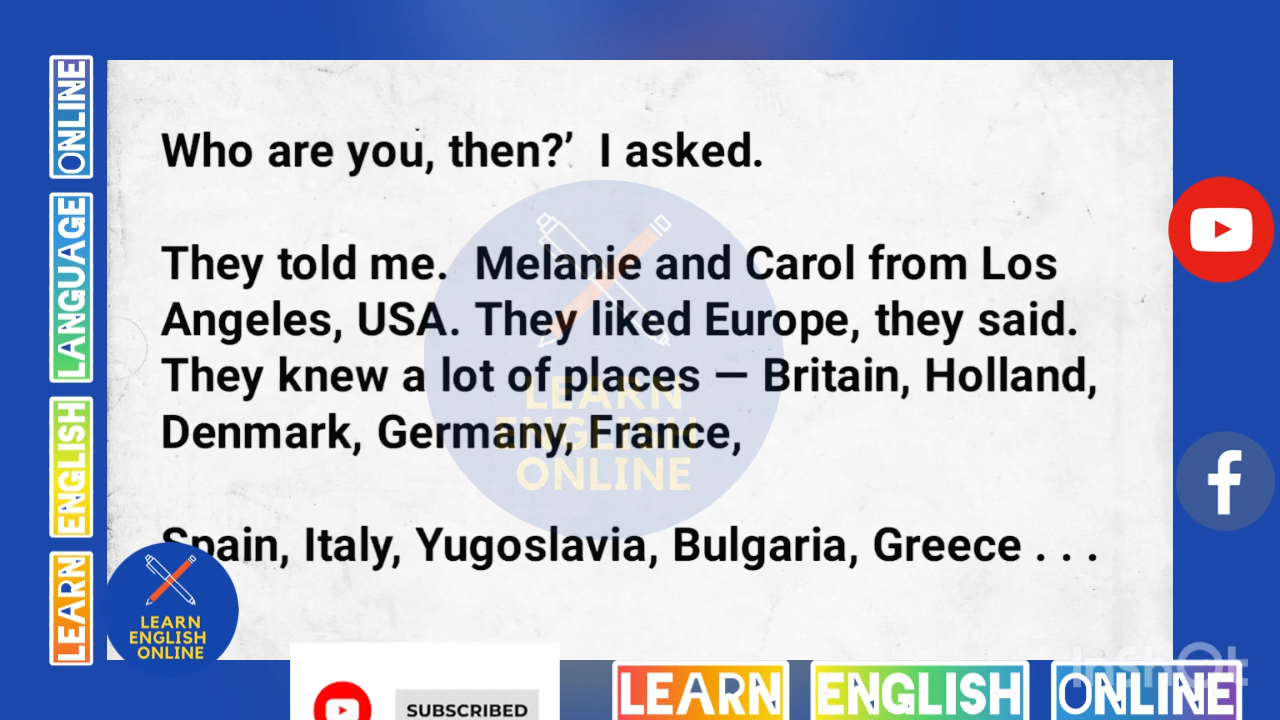 Who are you, then?’ I asked.
They told me. Melanie and Carol from Los
Angeles, USA. They liked Europe, they said.
They knew a lot of places — Britain, Holland,
Denmark, Germany, France,
Spain, Italy, Yugoslavia, Bulgaria, Greece . . .
LEARN ENGLISH LANGUAGE ONLINE
LEARN
ENGLISH
ONLINE
LEARN
ENGLISH
ONLINE
SUBSCRIBED
LEARN ENGLISH ONLINE
InShOt